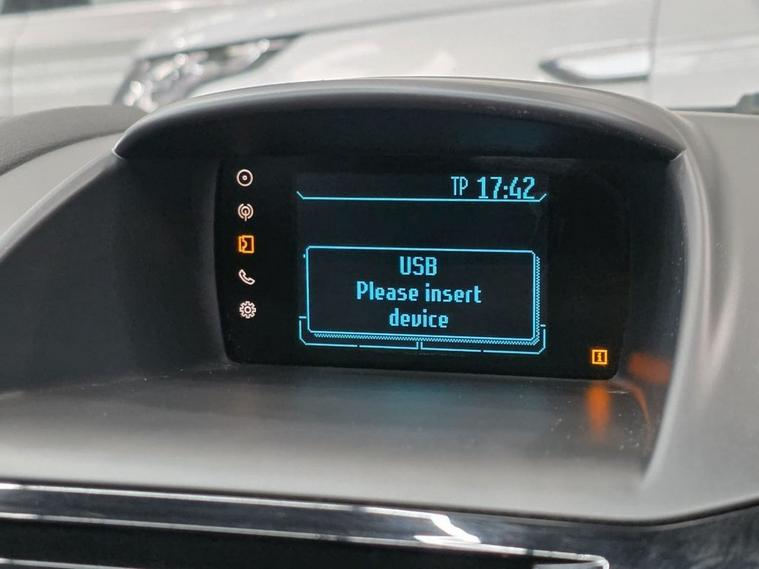 TP 17:42
USB
Please insert
device